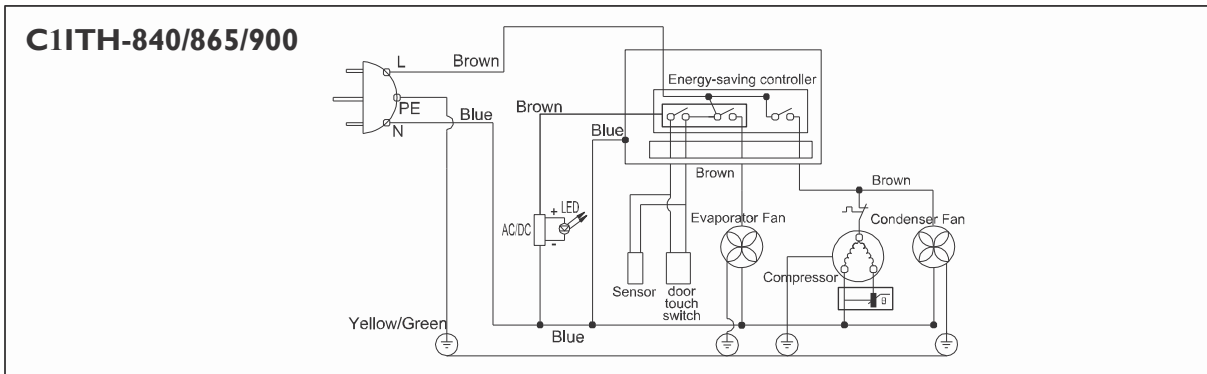 C1ITH-840/865/900
L
Brown
PE
Blue
N
Energy-saving controller
Brown
Blue
Brown
Brown
+
LED
AC/DC
-
Evaporator Fan
Condenser Fan
Compressor
Sensor
door
touch
switch
θ
Yellow/Green
Blue